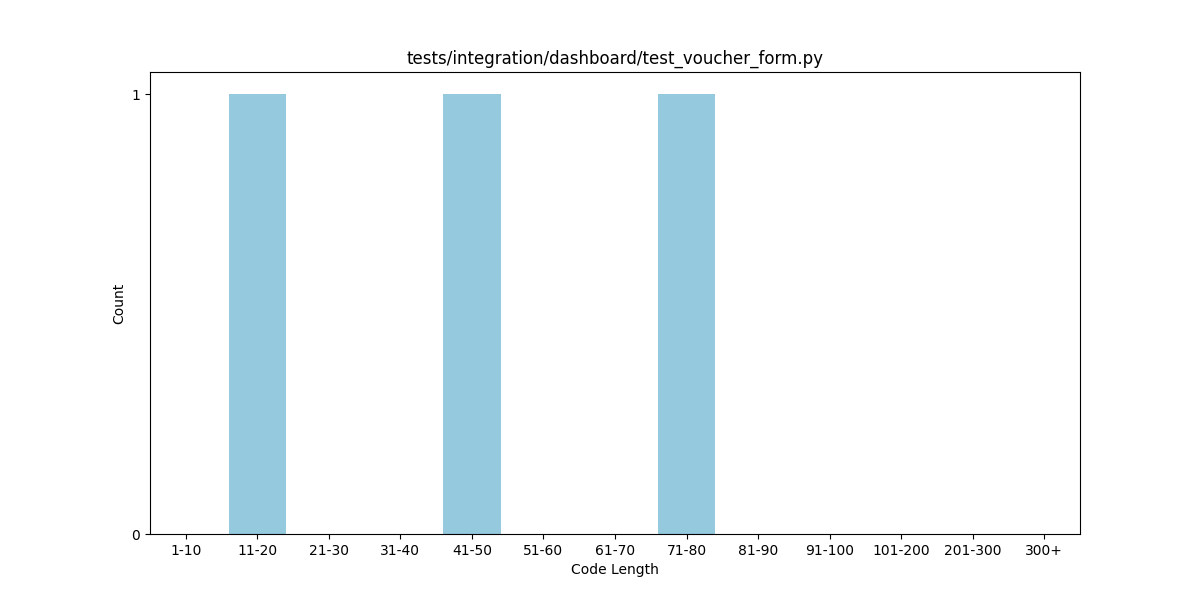 tests/integration/dashboard/test_voucher_form.py
1
Count
0
1-10 11-20 21-30 31-40 41-50 51-60 61-70 71-80 81-90 91-100 101-200 201-300 300+
Code Length